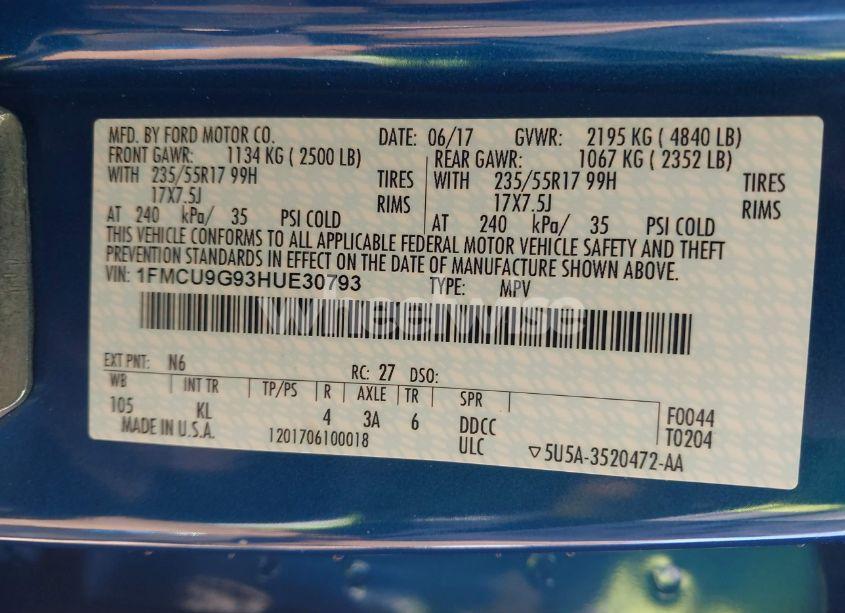 MFD. BY FORD MOTOR CO. DATE: 06/17 GVWR: 2195 KG ( 4840 LB)
FRONT GAWR: 1134 KG ( 2500 LB) REAR GAWR: 1067 KG ( 2352 LB)
WITH 235/55R17 99H TIRES WITH 235/55R17 99H TIRES
17X7.5J RIMS 17X7.5J RIMS
AT 240 kPa/ 35 PSI COLD AT 240 kPa/ 35 PSI COLD
THIS VEHICLE CONFORMS TO ALL APPLICABLE FEDERAL MOTOR VEHICLE SAFETY AND THEFT
PREVENTION STANDARDS IN EFFECT ON THE DATE OF MANUFACTURE SHOWN ABOVE.
VIN: 1FMCU9G93HUE30793 TYPE: MPV
Wheelwise
EXT PNT: N6 RC: 27 DSO:
WB INT TR TP/PS R AXLE TR SPR
105 KL 4 3A 6 DDCC F0044
MADE IN U.S.A. 1201706100018 ULC T0204
▽5U5A-3520472-AA